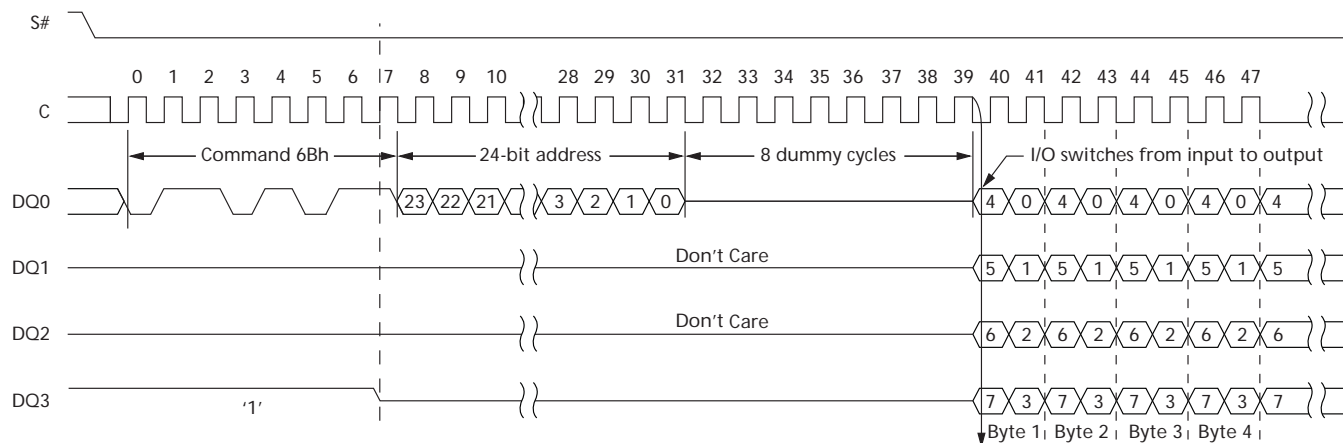 S#
0 1 2 3 4 5 6 7 8 9 10 28 29 30 31 32 33 34 35 36 37 38 39 40 41 42 43 44 45 46 47
C
Command 6Bh 24-bit address 8 dummy cycles I/O switches from input to output
DQ0 23 22 21 3 2 1 0 4 0 4 0 4 0 4 0 4
DQ1 Don't Care 5 1 5 1 5 1 5 1 5
DQ2 Don't Care 6 2 6 2 6 2 6 2 6
DQ3 '1' 7 3 7 3 7 3 7 3 7
Byte 1 Byte 2 Byte 3 Byte 4